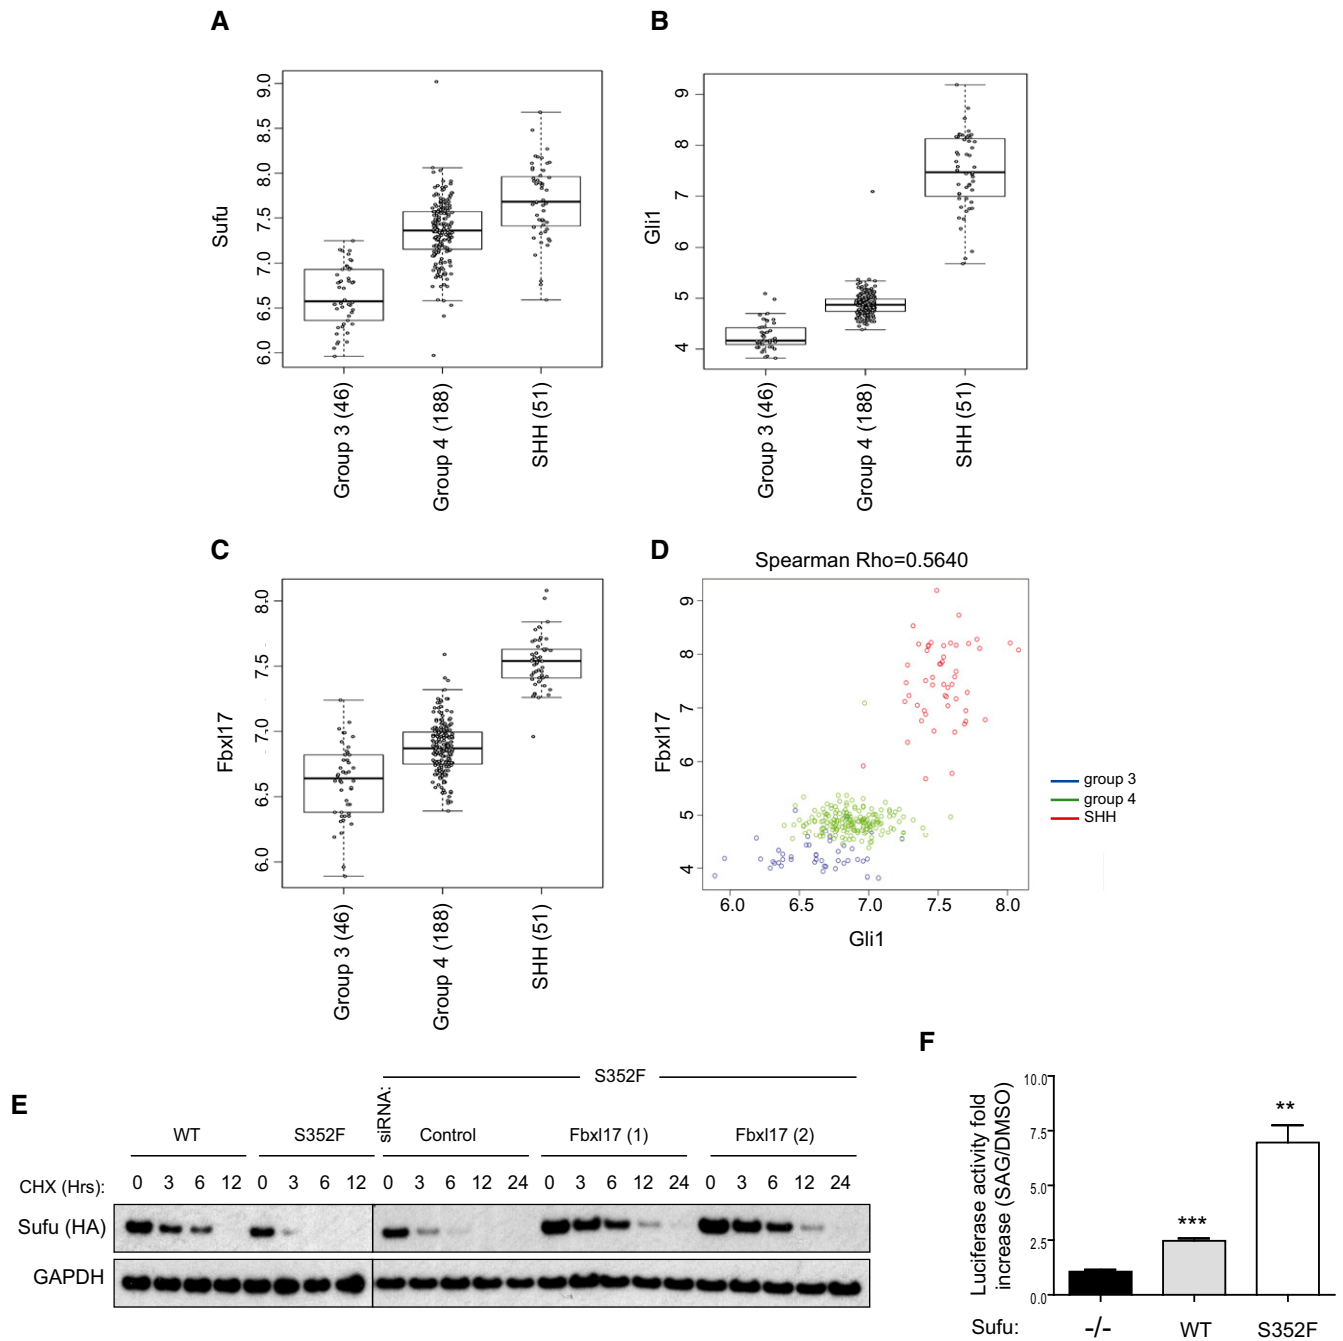 A
Sufu
9.0
8.5
8.0
7.5
7.0
6.5
6.0
Group 3 (46)
Group 4 (188)
SHH (51)
B
Gli1
9
8
7
6
5
4
Group 3 (46)
Group 4 (188)
SHH (51)
C
Fbxl17
8.0
7.5
7.0
6.5
6.0
Group 3 (46)
Group 4 (188)
SHH (51)
D
Spearman Rho=0.5640
Fbxl17
9
8
7
6
5
4
6.0 6.5 7.0 7.5 8.0
Gli1
group 3
group 4
SHH
E
S352F
siRNA:
WT S352F Control Fbxl17 (1) Fbxl17 (2)
CHX (Hrs): 0 3 6 12 0 3 6 12 0 3 6 12 24 0 3 6 12 24 0 3 6 12 24
Sufu (HA)
GAPDH
F
Luciferase activity fold
increase (SAG/DMSO)
10.0
7.5
5.0
2.5
0.0
***
**
Sufu: -/- WT S352F